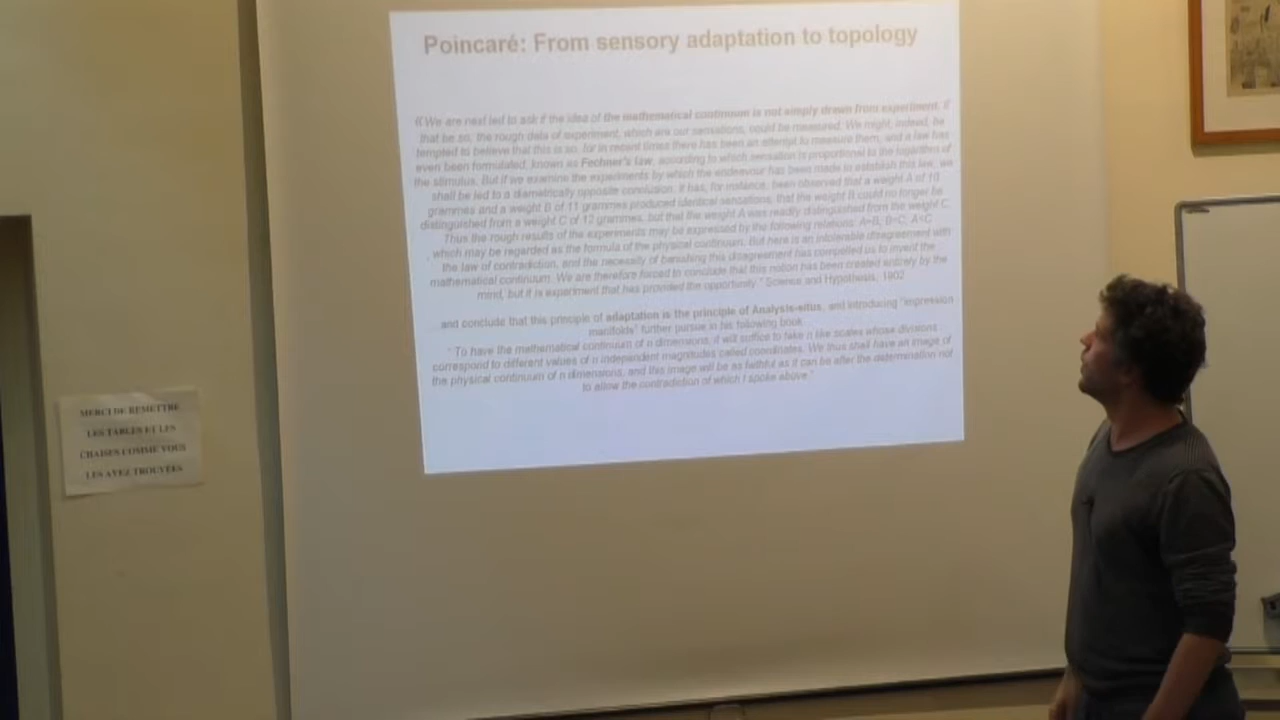 Poincaré: From sensory adaptation to topology
We are next led to ask if the idea of the mathematical continuum is not simply drawn from experiment. If
that be so, the rough data of experiment, which are our sensations, could be measured. We might, indeed, be
tempted to believe that this is so, for in recent times there has been an attempt to measure them, and a law has
even been formulated, known as Fechner's law, according to which sensation is proportional to the logarithm of
the stimulus. But if we examine the experiments by which the endeavour has been made to establish this law, we
shall be led to a diametrically opposite conclusion. It has, for instance, been observed that a weight A of 10
grammes and a weight B of 11 grammes produced identical sensations, that the weight B could no longer be
distinguished from a weight C of 12 grammes, but that the weight A was readily distinguished from the weight C.
Thus the rough results of the experiments may be expressed by the following relations: A=B, B=C, A<C
which may be regarded as the formula of the physical continuum. But here is an intolerable disagreement with
the law of contradiction, and the necessity of banishing this disagreement has compelled us to invent the
mathematical continuum. We are therefore forced to conclude that this notion has been created entirely by the
mind, but it is experiment that has provided the opportunity." Science and Hypothesis, 1902
and conclude that this principle of adaptation is the principle of Analysis-situs, and introducing "impression
manifolds" further pursue in his following book
" To have the mathematical continuum of n dimensions, it will suffice to take n like scales whose divisions
correspond to different values of n independent magnitudes called coordinates. We thus shall have an image of
the physical continuum of n dimensions, and this image will be as faithful as it can be after the determination not
to allow the contradiction of which I spoke above."
MERCI DE REMETTRE
LES TABLES ET LES
CHAISES COMME VOUS
LES AVEZ TROUVÉES